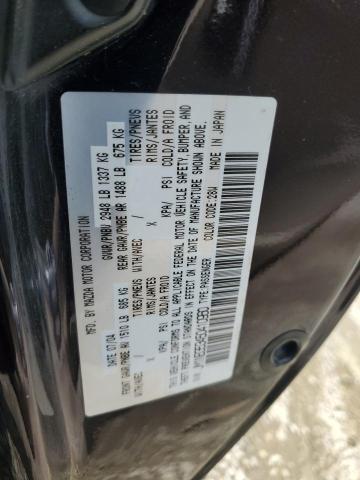 MFD. BY MAZDA MOTOR CORPORATION
DATE 07/04 GVWR/PNBV 2948 LB 1337 KG
FRONT GAWR/PNBE AV 1510 LB 685 KG REAR GAWR/PNBE AR 1488 LB 675 KG
WITH/AVEC / TIRES/PNEUS WITH/AVEC / TIRES/PNEUS
X RIMS/JANTES X RIMS/JANTES
KPA/ PSI COLD/A FROID KPA/ PSI COLD/A FROID
THIS VEHICLE CONFORMS TO ALL APPLICABLE FEDERAL MOTOR VEHICLE SAFETY, BUMPER, AND
THEFT PREVENTION STANDARDS IN EFFECT ON THE DATE OF MANUFACTURE SHOWN ABOVE.
TYPE: PASSENGER COLOR CODE: 28W
MADE IN JAPAN